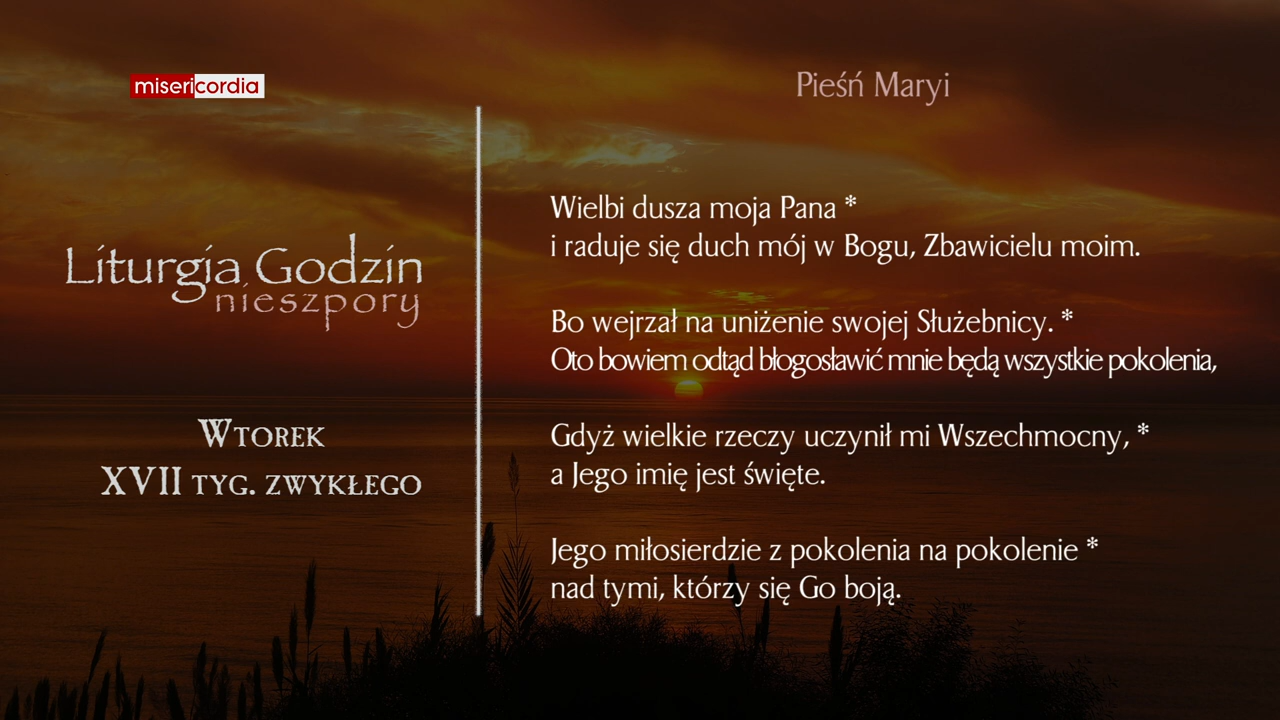 misericordia
Liturgia Godzin
nieszpory
Wtorek
XVII tyg. zwykłego
Pieśń Maryi
Wielbi dusza moja Pana *
i raduje się duch mój w Bogu, Zbawicielu moim.
Bo wejrzał na uniżenie swojej Służebnicy. *
Oto bowiem odtąd błogosławić mnie będą wszystkie pokolenia,
Gdyż wielkie rzeczy uczynił mi Wszechmocny, *
a Jego imię jest święte.
Jego miłosierdzie z pokolenia na pokolenie *
nad tymi, którzy się Go boją.